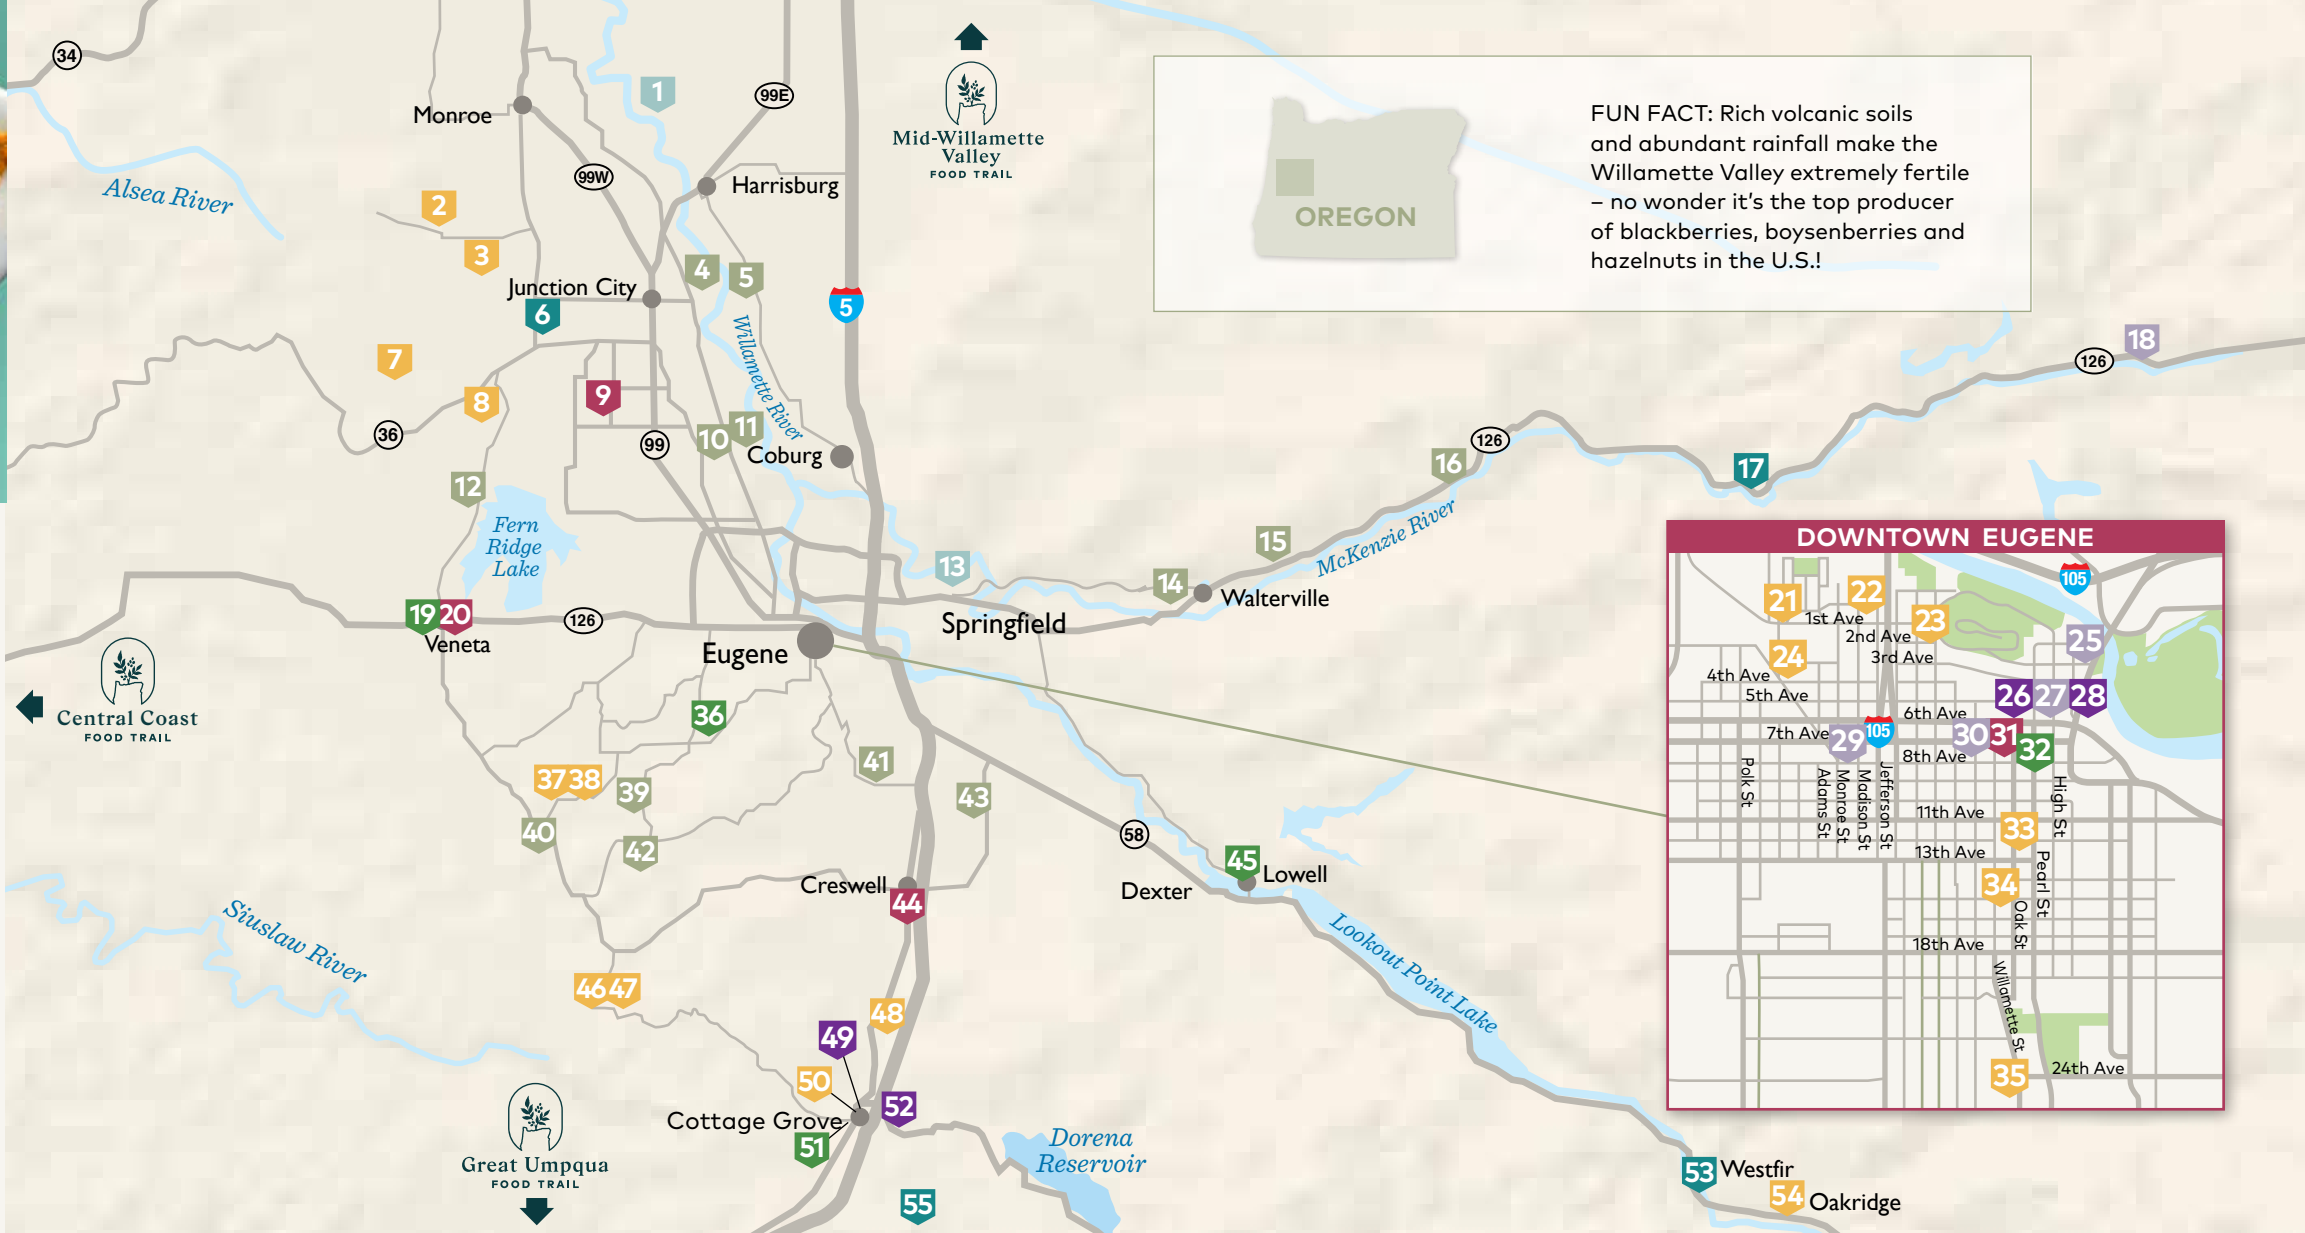 34
Monroe
1
99E
Mid-Willamette
Valley
FOOD TRAIL
FUN FACT: Rich volcanic soils
and abundant rainfall make the
Willamette Valley extremely fertile
– no wonder it's the top producer
of blackberries, boysenberries and
hazelnuts in the U.S.!
OREGON
99W
Harrisburg
Alsea River
2
3
4
5
5
Junction City
6
Willamette River
7
8
9
18
126
36
99
10
11
Coburg
126
16
17
12
Fern
Ridge
Lake
13
15
McKenzie River
14
Walterville
19
20
Veneta
126
Springfield
Eugene
Central Coast
FOOD TRAIL
36
37
38
39
40
41
42
43
58
45
Lowell
Dexter
Creswell
44
Siuslaw River
Lookout Point Lake
46
47
48
49
50
52
Cottage Grove
51
Dorena
Reservoir
Great Umpqua
FOOD TRAIL
55
53
Westfir
54
Oakridge
DOWNTOWN EUGENE
105
21
22
23
1st Ave
2nd Ave
25
24
3rd Ave
4th Ave
5th Ave
26
27
28
6th Ave
7th Ave
29
105
30
31
32
8th Ave
Polk St
Adams St
Monroe St
Madison St
Jefferson St
High St
11th Ave
33
13th Ave
Pearl St
34
Oak St
18th Ave
Willamette St
35
24th Ave